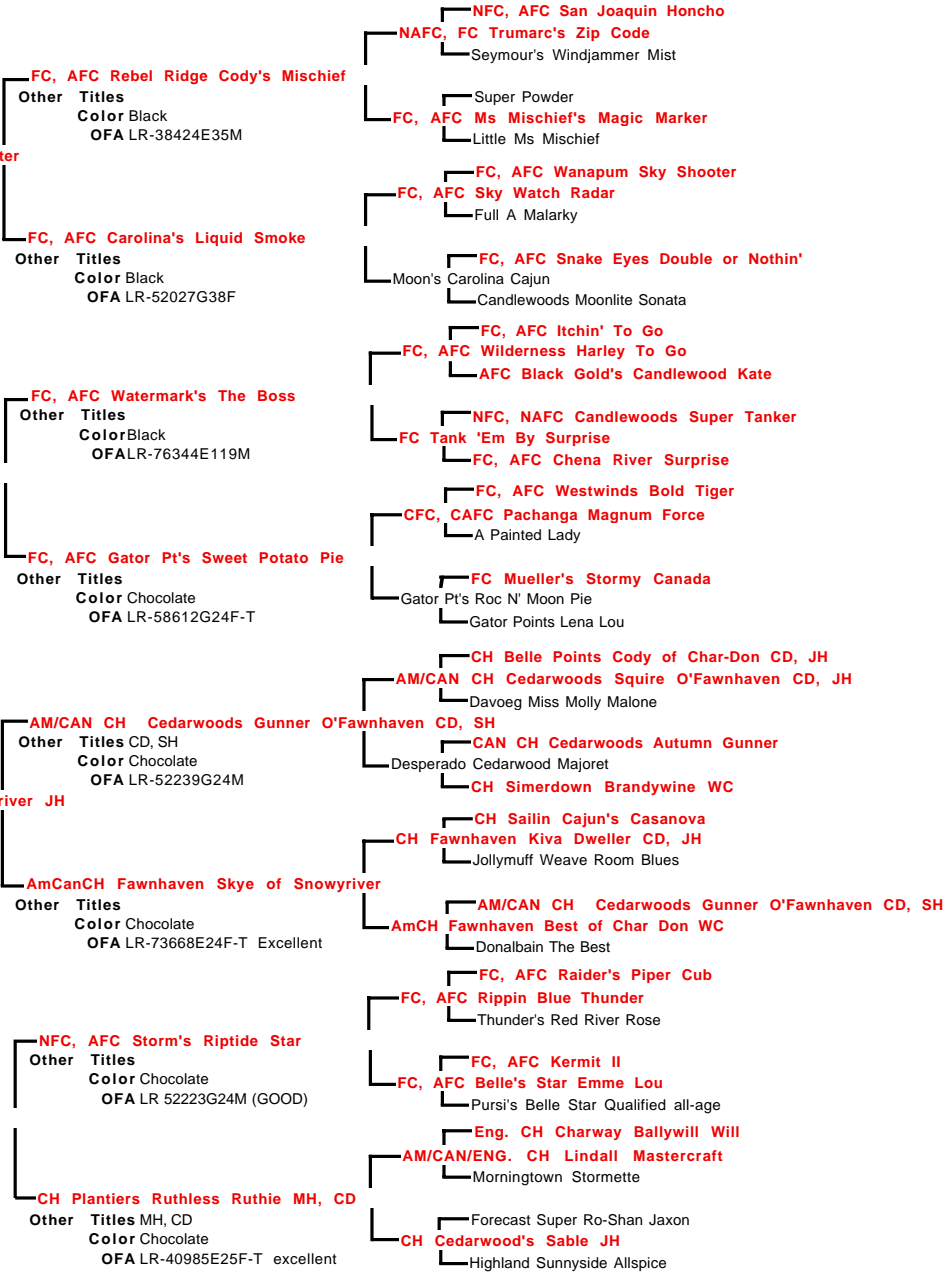 NFC, AFC San Joaquin Honcho
NAFC, FC Trumarc's Zip Code
Seymour's Windjammer Mist
FC, AFC Rebel Ridge Cody's Mischief
Other Titles
Color Black
OFA LR-38424E35M
Super Powder
FC, AFC Ms Mischief's Magic Marker
Little Ms Mischief
FC, AFC Wanapum Sky Shooter
FC, AFC Sky Watch Radar
Full A Malarky
FC, AFC Carolina's Liquid Smoke
Other Titles
Color Black
OFA LR-52027G38F
FC, AFC Snake Eyes Double or Nothin'
Moon's Carolina Cajun
Candlewoods Moonlite Sonata
FC, AFC Itchin' To Go
FC, AFC Wilderness Harley To Go
AFC Black Gold's Candlewood Kate
FC, AFC Watermark's The Boss
Other Titles
Color Black
OFA LR-76344E119M
NFC, NAFC Candlewoods Super Tanker
FC Tank 'Em By Surprise
FC, AFC Chena River Surprise
FC, AFC Westwinds Bold Tiger
CFC, CAFC Pachanga Magnum Force
A Painted Lady
FC, AFC Gator Pt's Sweet Potato Pie
Other Titles
Color Chocolate
OFA LR-58612G24F-T
FC Mueller's Stormy Canada
Gator Pt's Roc N' Moon Pie
Gator Points Lena Lou
CH Belle Points Cody of Char-Don CD, JH
AM/CAN CH Cedarwoods Squire O'Fawnhaven CD, JH
Davoeg Miss Molly Malone
AM/CAN CH Cedarwoods Gunner O'Fawnhaven CD, SH
Other Titles CD, SH
Color Chocolate
OFA LR-52239G24M
CAN CH Cedarwoods Autumn Gunner
Desperado Cedarwood Majoret
CH Simerdown Brandywine WC
river JH
CH Sailin Cajun's Casanova
CH Fawnhaven Kiva Dweller CD, JH
Jollymuff Weave Room Blues
AmCanCH Fawnhaven Skye of Snowyriver
Other Titles
Color Chocolate
OFA LR-73668E24F-T Excellent
AM/CAN CH Cedarwoods Gunner O'Fawnhaven CD, SH
AmCH Fawnhaven Best of Char Don WC
Donalbain The Best
FC, AFC Raider's Piper Cub
FC, AFC Rippin Blue Thunder
Thunder's Red River Rose
NFC, AFC Storm's Riptide Star
Other Titles
Color Chocolate
OFA LR 52223G24M (GOOD)
FC, AFC Kermit II
FC, AFC Belle's Star Emme Lou
Pursi's Belle Star Qualified all-age
Eng. CH Charway Ballywill Will
AM/CAN/ENG. CH Lindall Mastercraft
Morningtown Stormette
CH Plantiers Ruthless Ruthie MH, CD
Other Titles MH, CD
Color Chocolate
OFA LR-40985E25F-T excellent
Forecast Super Ro-Shan Jaxon
CH Cedarwood's Sable JH
Highland Sunnyside Allspice